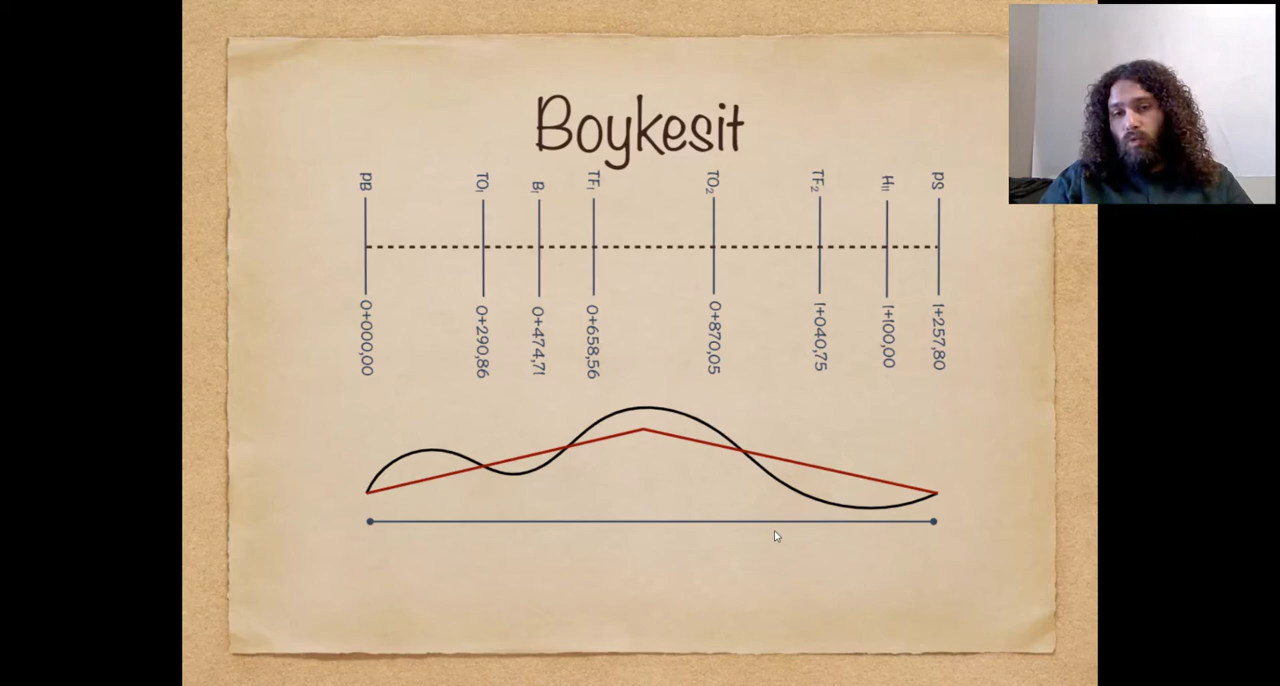 Boykesit
PB
TO1
B1
TF1
TO2
TF2
H11
PS
0+000,00
0+290,86
0+474,71
0+658,56
0+870,05
1+040,75
1+100,00
1+257,80